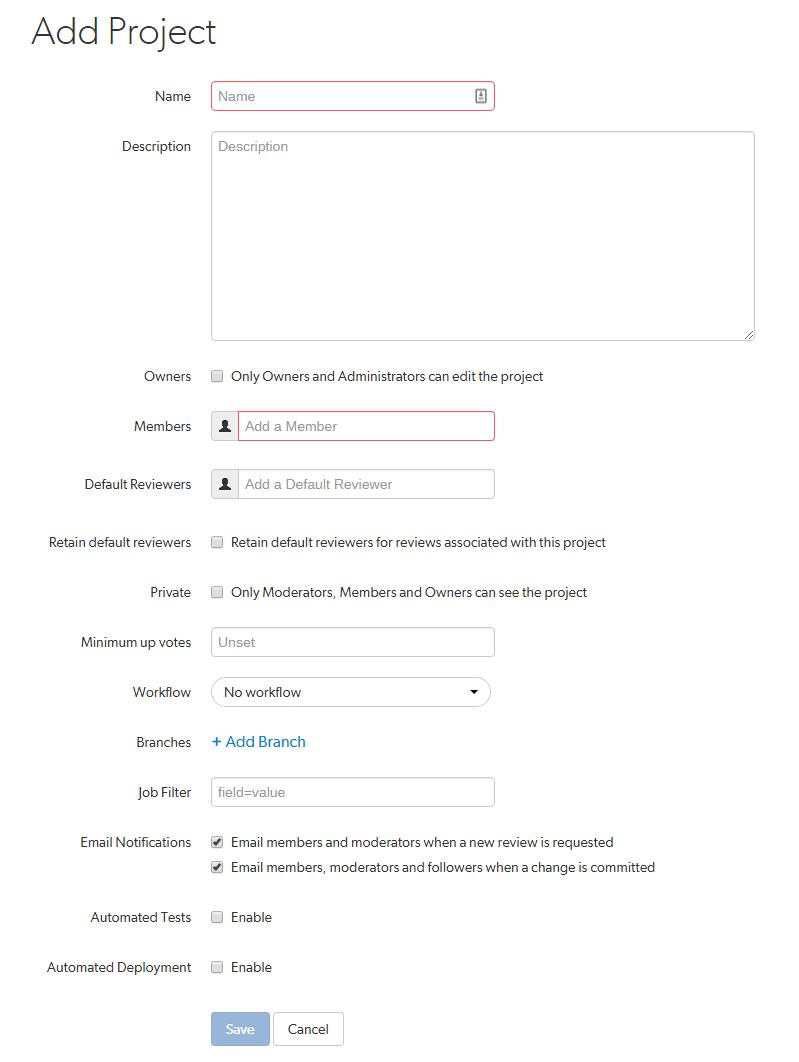 Add Project
Name Name
Description Description
Owners Only Owners and Administrators can edit the project
Members Add a Member
Default Reviewers Add a Default Reviewer
Retain default reviewers Retain default reviewers for reviews associated with this project
Private Only Moderators, Members and Owners can see the project
Minimum up votes Unset
Workflow No workflow
Branches + Add Branch
Job Filter field=value
Email Notifications Email members and moderators when a new review is requested
Email members, moderators and followers when a change is committed
Automated Tests Enable
Automated Deployment Enable
Save Cancel